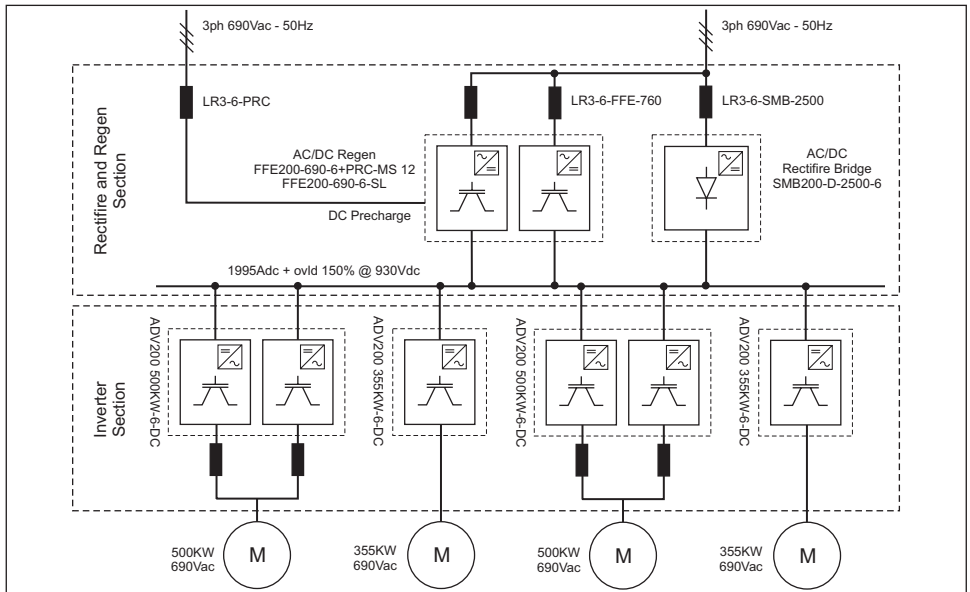 3ph 690Vac - 50Hz
3ph 690Vac - 50Hz
Rectifire and Regen
Section
LR3-6-PRC
LR3-6-FFE-760
LR3-6-SMB-2500
AC/DC Regen
FFE200-690-6+PRC-MS 12
FFE200-690-6-SL
DC Precharge
AC/DC
Rectifire Bridge
SMB200-D-2500-6
1995Adc + ovld 150% @ 930Vdc
Inverter
Section
ADV200 500KW-6-DC
ADV200 355KW-6-DC
ADV200 500KW-6-DC
ADV200 355KW-6-DC
500KW
690Vac
M
355KW
690Vac
M
500KW
690Vac
M
355KW
690Vac
M